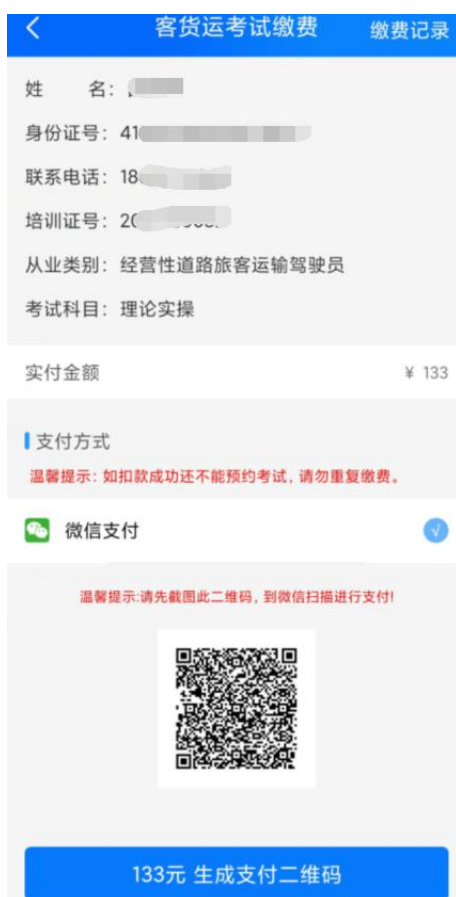 客货运考试缴费 缴费记录
姓 名：
身份证号：41
联系电话：18
培训证号：20
从业类别：经营性道路旅客运输驾驶员
考试科目：理论实操
实付金额 ¥ 133
支付方式
温馨提示：如扣款成功还不能预约考试，请勿重复缴费。
微信支付
温馨提示:请先截图此二维码，到微信扫描进行支付!
133元 生成支付二维码